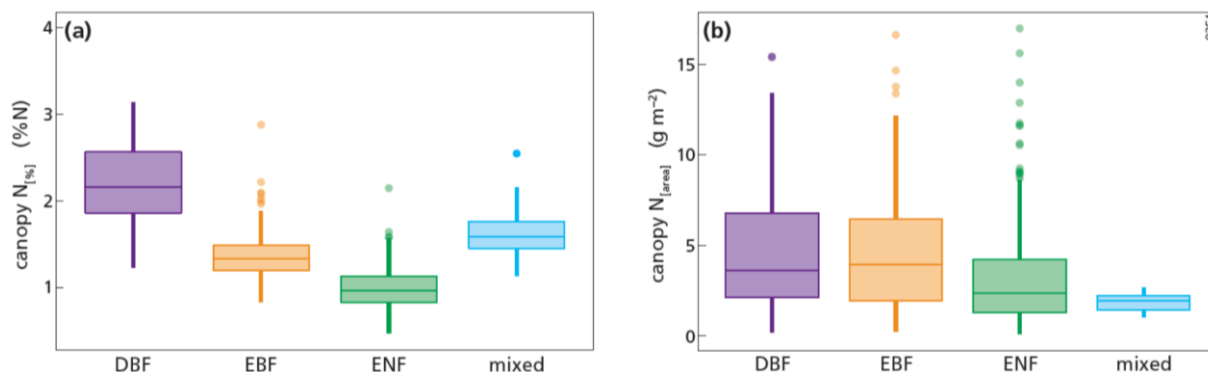 (a)
canopy N[%] (%N)
4
3
2
1
DBF EBF ENF mixed
(b)
canopy N[area] (g m⁻²)
15
10
5
0
DBF EBF ENF mixed